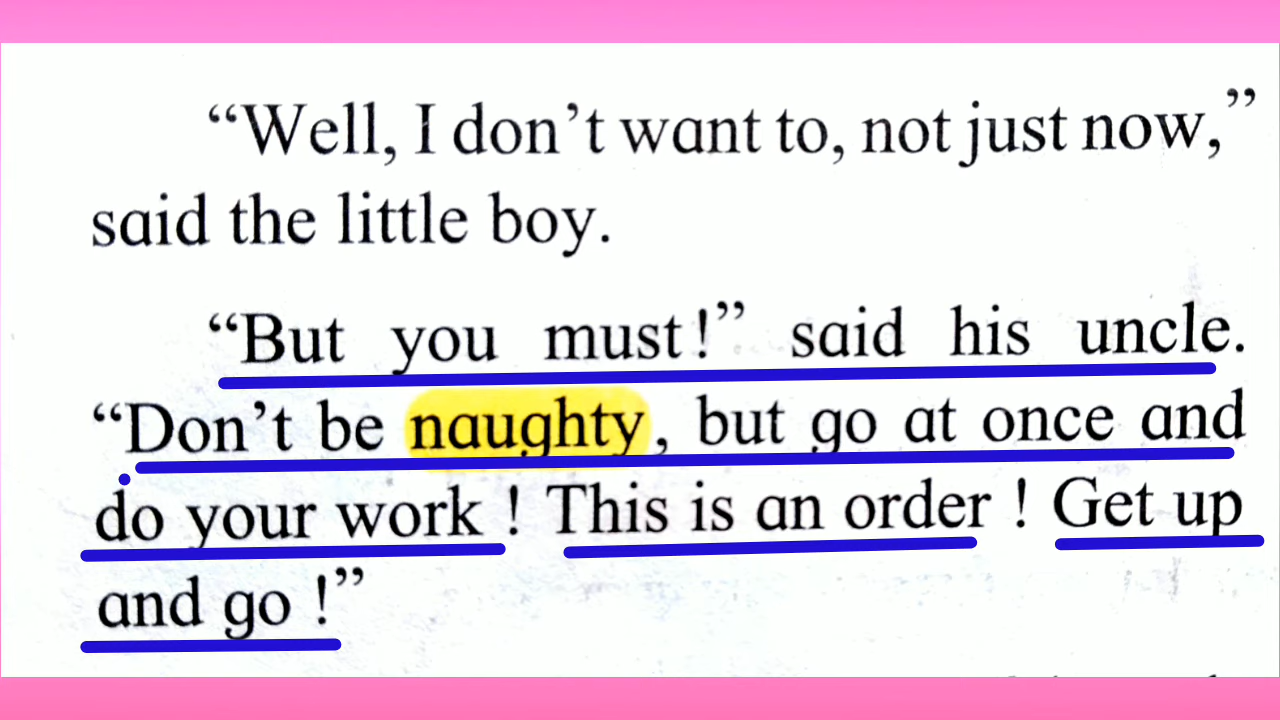 “Well, I don’t want to, not just now,”
said the little boy.
“But you must!” said his uncle.
“Don’t be naughty, but go at once and
do your work ! This is an order ! Get up
and go !”